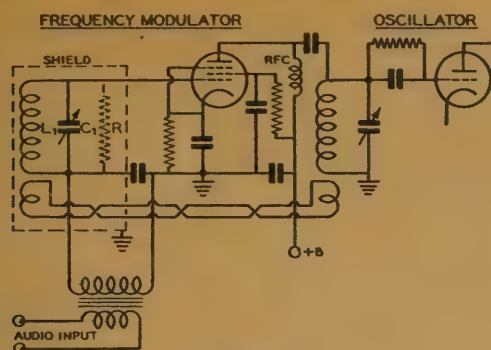 FREQUENCY MODULATOR
OSCILLATOR
SHIELD
RFC
L₁
C₁
R
+B
AUDIO INPUT